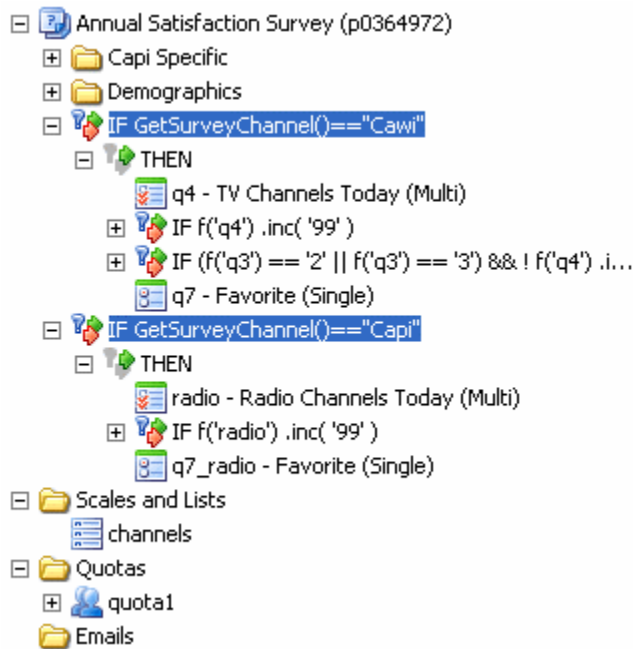 Annual Satisfaction Survey (p0364972)
Capi Specific
Demographics
IF GetSurveyChannel()=="Cawi"
THEN
q4 - TV Channels Today (Multi)
IF f('q4') .inc( '99' )
IF (f('q3') == '2' || f('q3') == '3') && ! f('q4') .i...
q7 - Favorite (Single)
IF GetSurveyChannel()=="Capi"
THEN
radio - Radio Channels Today (Multi)
IF f('radio') .inc( '99' )
q7_radio - Favorite (Single)
Scales and Lists
channels
Quotas
quota1
Emails